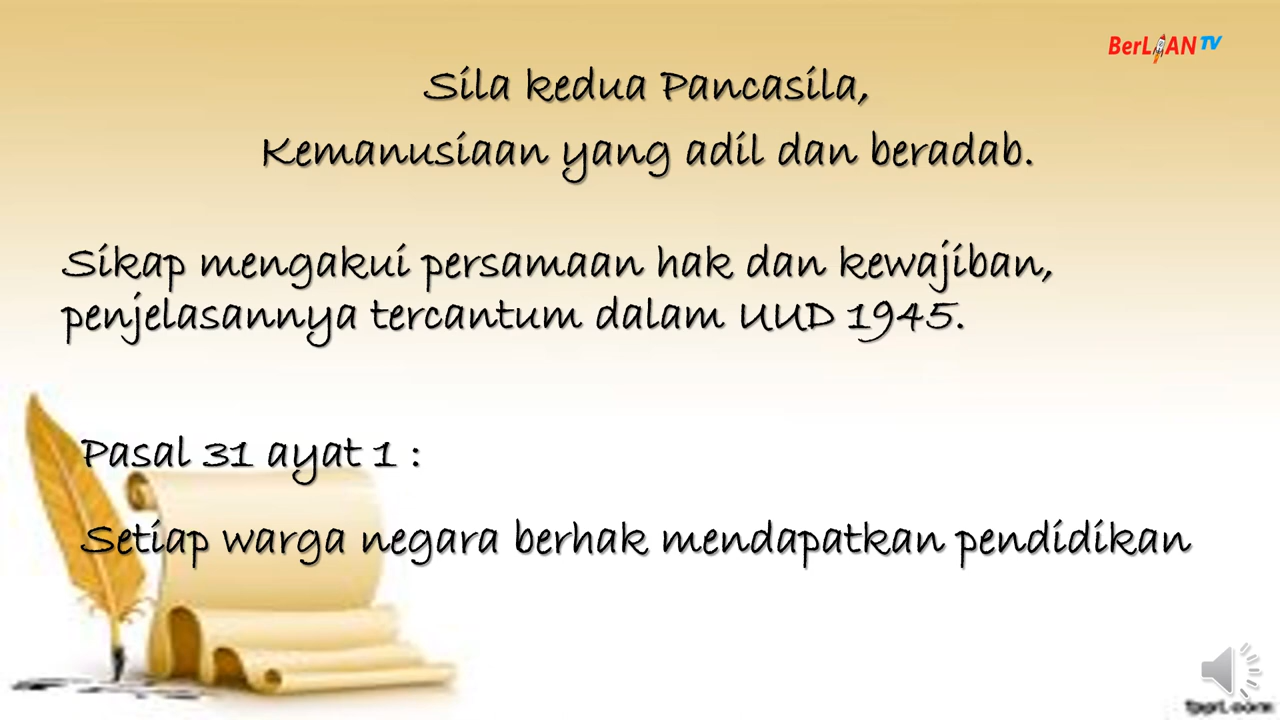 BerLIAN TV
Sila kedua Pancasila,
Kemanusiaan yang adil dan beradab.
Sikap mengakui persamaan hak dan kewajiban,
penjelasannya tercantum dalam UUD 1945.
Pasal 31 ayat 1 :
Setiap warga negara berhak mendapatkan pendidikan